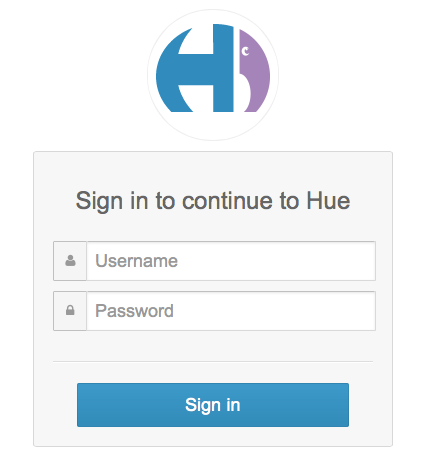 Sign in to continue to Hue
Username
Password
Sign in